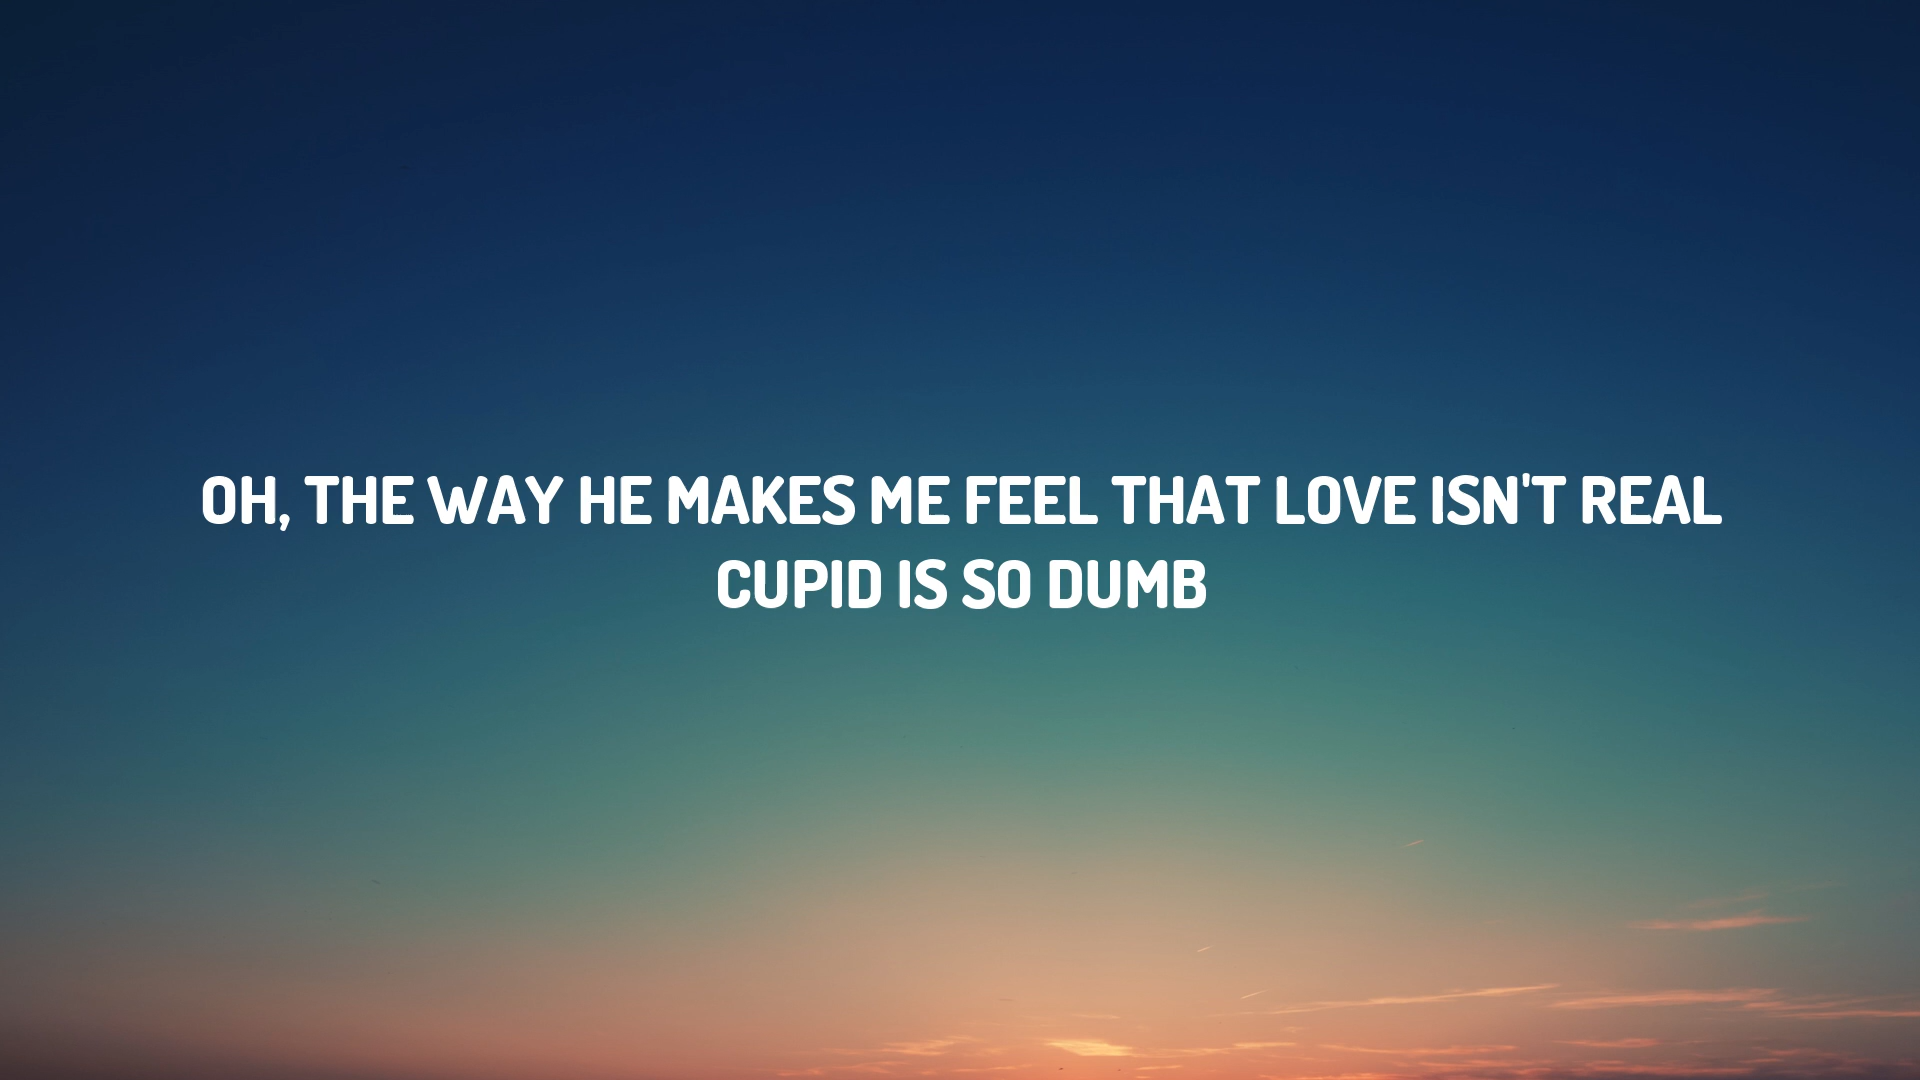 OH, THE WAY HE MAKES ME FEEL THAT LOVE ISN'T REAL
CUPID IS SO DUMB